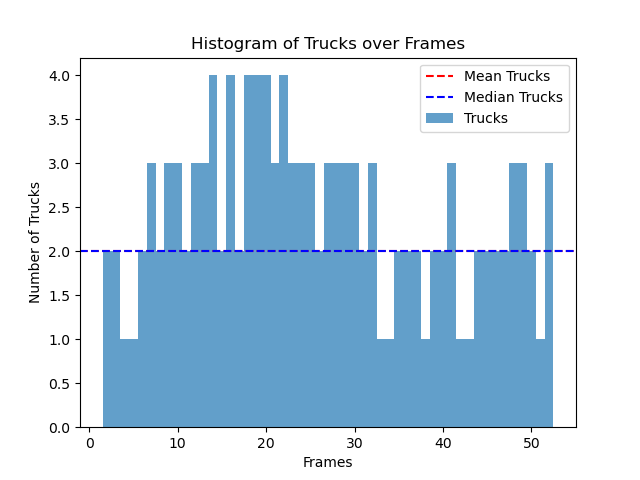 Histogram of Trucks over Frames
Mean Trucks
Median Trucks
Trucks
4.0
3.5
3.0
2.5
2.0
1.5
1.0
0.5
0.0
Number of Trucks
0 10 20 30 40 50
Frames